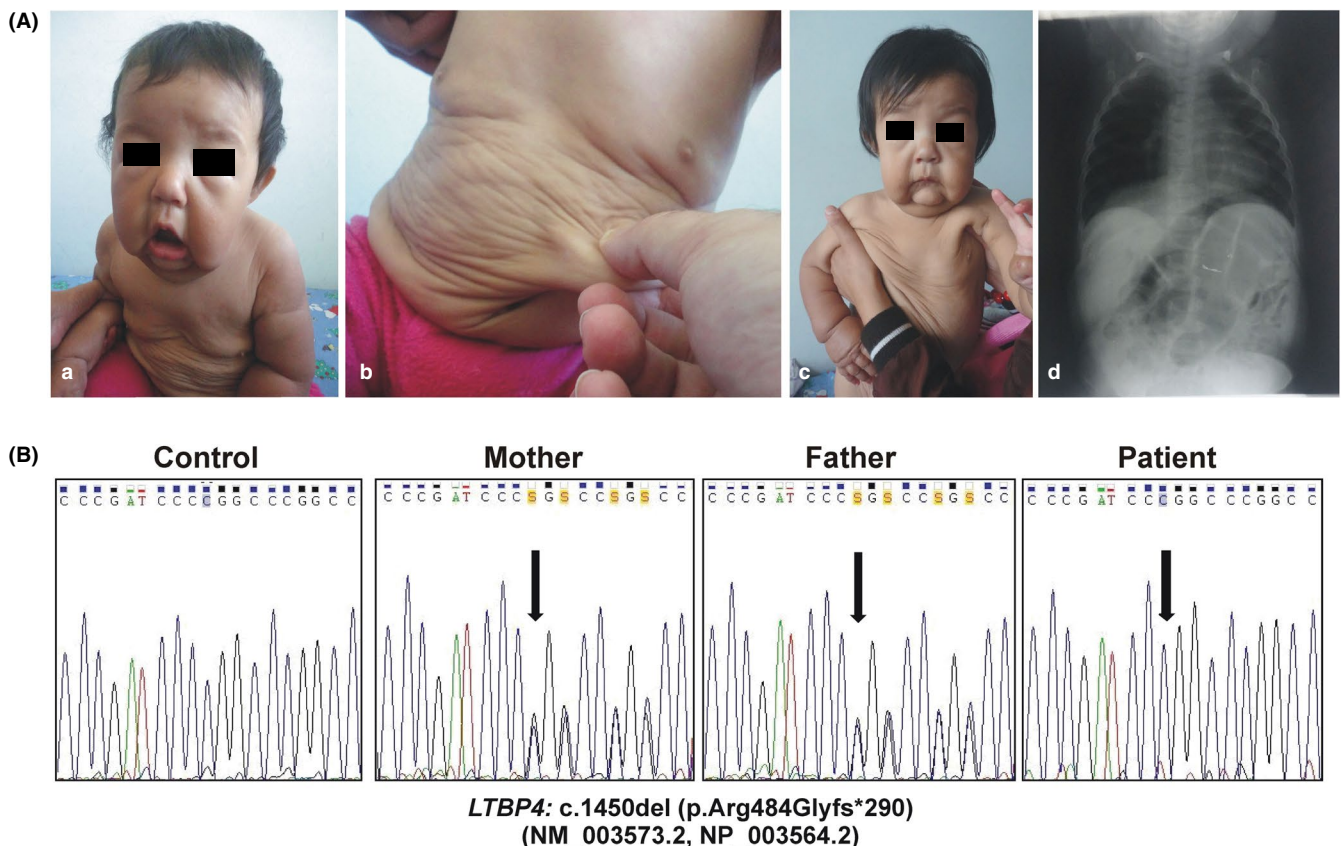 (A)
a b c d
(B)
Control Mother Father Patient
C C C G A T C C C C G G C C C G G C C
C C C G A T C C C S G S C C S G S C C
C C C G A T C C C S G S C C S G S C C
C C C G A T C C C G G C C C G G C C
LTBP4: c.1450del (p.Arg484Glyfs*290)
(NM_003573.2, NP_003564.2)